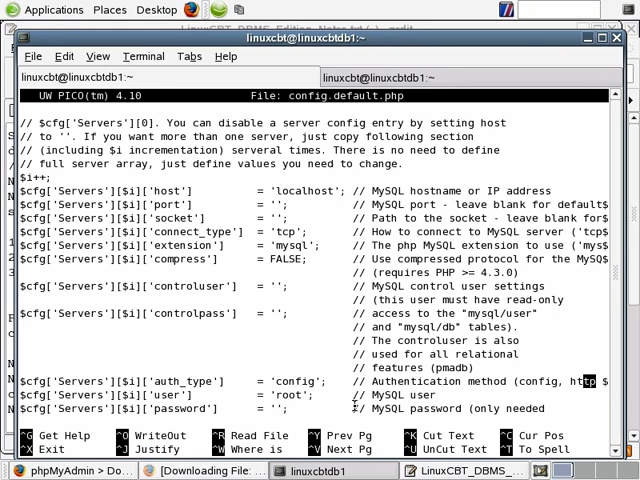 Applications Places Desktop
LinuxCBT_DBMS_Edition_Notes.txt (~) - gedit
linuxcbt@linuxcbtdb1:~
File Edit View Terminal Tabs Help
linuxcbt@linuxcbtdb1:~ linuxcbt@linuxcbtdb1:~
UW PICO(tm) 4.10 File: config.default.php
// $cfg['Servers'][0]. You can disable a server config entry by setting host
// to ''. If you want more than one server, just copy following section
// (including $i incrementation) serveral times. There is no need to define
// full server array, just define values you need to change.
$i++;
$cfg['Servers'][$i]['host'] = 'localhost'; // MySQL hostname or IP address
$cfg['Servers'][$i]['port'] = ''; // MySQL port - leave blank for default$
$cfg['Servers'][$i]['socket'] = ''; // Path to the socket - leave blank for$
$cfg['Servers'][$i]['connect_type'] = 'tcp'; // How to connect to MySQL server ('tcp$
$cfg['Servers'][$i]['extension'] = 'mysql'; // The php MySQL extension to use ('mys$
$cfg['Servers'][$i]['compress'] = FALSE; // Use compressed protocol for the MySQ$
// (requires PHP >= 4.3.0)
$cfg['Servers'][$i]['controluser'] = ''; // MySQL control user settings
// (this user must have read-only
$cfg['Servers'][$i]['controlpass'] = ''; // access to the "mysql/user"
// and "mysql/db" tables).
// The controluser is also
// used for all relational
// features (pmadb)
$cfg['Servers'][$i]['auth_type'] = 'config'; // Authentication method (config, http $
$cfg['Servers'][$i]['user'] = 'root'; // MySQL user
$cfg['Servers'][$i]['password'] = ''; // MySQL password (only needed
^G Get Help ^O WriteOut ^R Read File ^Y Prev Pg ^K Cut Text ^C Cur Pos
^X Exit ^J Justify ^W Where is ^V Next Pg ^U UnCut Text ^T To Spell
phpMyAdmin > Do... [Downloading File: ... linuxcbtdb1 LinuxCBT_DBMS_...